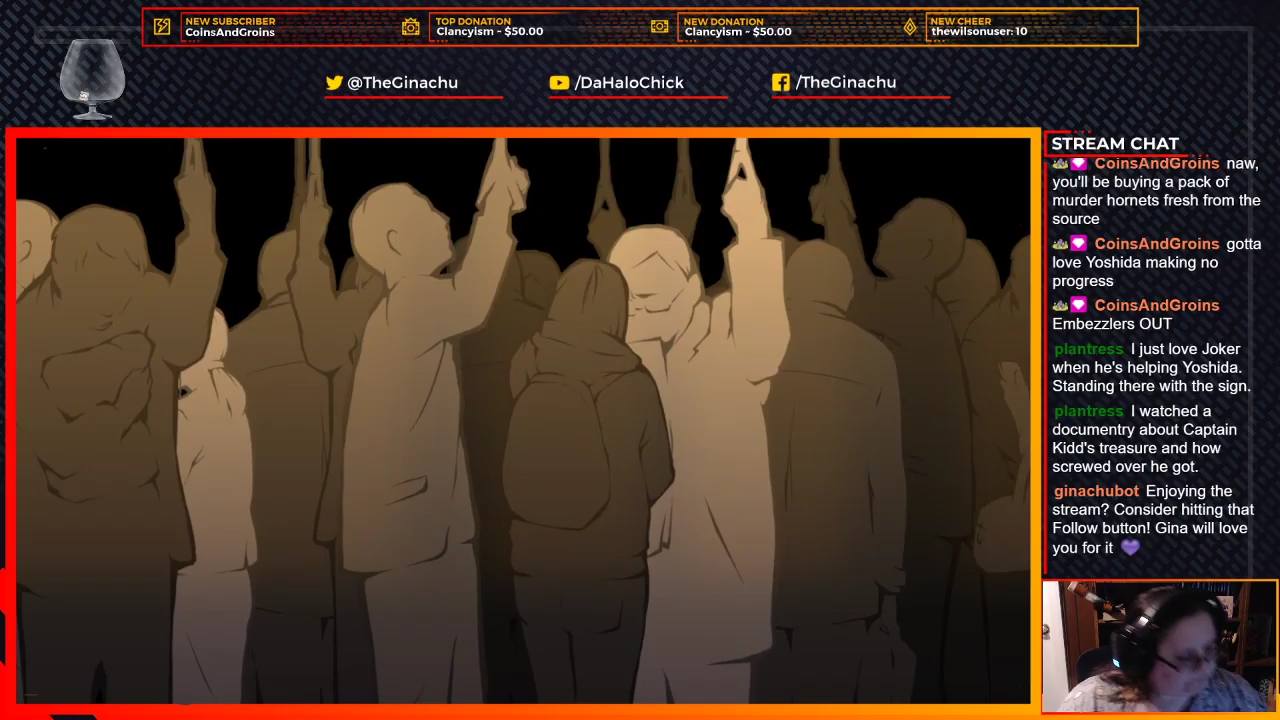 NEW SUBSCRIBER
CoinsAndGroins
TOP DONATION
Clancyism ~ $50.00
NEW DONATION
Clancyism ~ $50.00
NEW CHEER
thewilsonuser: 10
@TheGinachu
/DaHaloChick
/TheGinachu
STREAM CHAT
CoinsAndGroins naw,
you'll be buying a pack of
murder hornets fresh from the
source
CoinsAndGroins gotta
love Yoshida making no
progress
CoinsAndGroins
Embezzlers OUT
plantress I just love Joker
when he's helping Yoshida.
Standing there with the sign.
plantress I watched a
documentry about Captain
Kidd's treasure and how
screwed over he got.
ginachubot Enjoying the
stream? Consider hitting that
Follow button! Gina will love
you for it